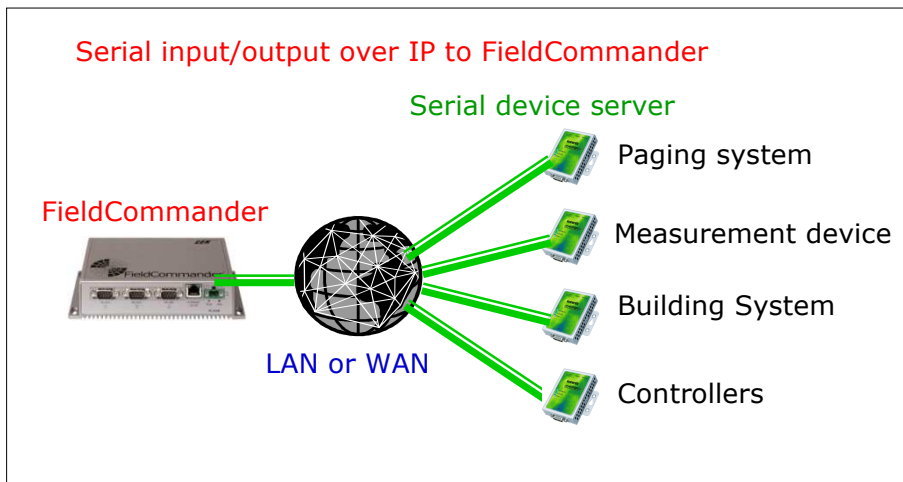 Serial input/output over IP to FieldCommander
Serial device server
Paging system
FieldCommander
Measurement device
FieldCommander
Building System
LAN or WAN
Controllers